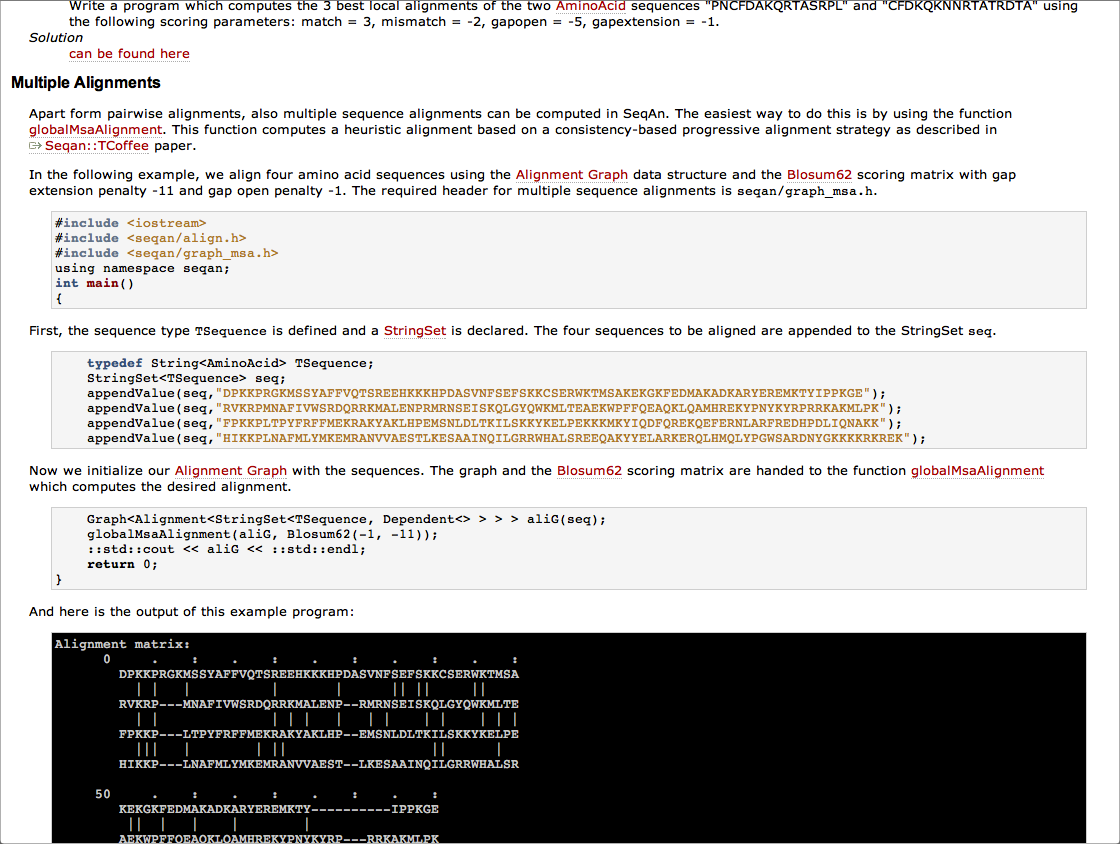 Write a program which computes the 3 best local alignments of the two AminoAcid sequences "PNCFDAKQRTASRPL" and "CFDKQKNNRTATRDTA" using
the following scoring parameters: match = 3, mismatch = -2, gapopen = -5, gapextension = -1.
Solution
can be found here
Multiple Alignments
Apart form pairwise alignments, also multiple sequence alignments can be computed in SeqAn. The easiest way to do this is by using the function
globalMsaAlignment. This function computes a heuristic alignment based on a consistency-based progressive alignment strategy as described in
Seqan::TCoffee paper.
In the following example, we align four amino acid sequences using the Alignment Graph data structure and the Blosum62 scoring matrix with gap
extension penalty -11 and gap open penalty -1. The required header for multiple sequence alignments is seqan/graph_msa.h.
#include <iostream>
#include <seqan/align.h>
#include <seqan/graph_msa.h>
using namespace seqan;
int main()
{
First, the sequence type TSequence is defined and a StringSet is declared. The four sequences to be aligned are appended to the StringSet seq.
typedef String<AminoAcid> TSequence;
StringSet<TSequence> seq;
appendValue(seq,"DPKKPRGKMSSYAFFVQTSREEHKKKHPDASVNFSEFSKKCSERWKTMSAKEKGKFEDMAKADKARYEREMKTYIPPKGE");
appendValue(seq,"RVKRPMNAFIVWSRDQRRKMALENPRMRNSEISKQLGYQWKMLTEAEKWPFFQEAQKLQAMHREKYPNYKYRPRRKAKMLPK");
appendValue(seq,"FPKKPLTPYFRFFMEKRAKYAKLHPEMSNLDLTKILSKKYKELPEKKKMKYIQDFQREKQEFERNLARFREDHPDLIQNAKK");
appendValue(seq,"HIKKPLNAFMLYMKEMRANVVAESTLKESAAINQILGRRWHALSREEQAKYYELARKERQLHMQLYPGWSARDNYGKKKKRKREK");
Now we initialize our Alignment Graph with the sequences. The graph and the Blosum62 scoring matrix are handed to the function globalMsaAlignment
which computes the desired alignment.
Graph<Alignment<StringSet<TSequence, Dependent<> > > > aliG(seq);
globalMsaAlignment(aliG, Blosum62(-1, -11));
::std::cout << aliG << ::std::endl;
return 0;
}
And here is the output of this example program:
Alignment matrix:
0 . : . : . : . : . :
DPKKPRGKMSSYAFFVQTSREEHKKKHPDASVNFSEFSKKCSERWKTMSA
| | | | | || || ||
RVKRP---MNAFIVWSRDQRRKMALENP--RMRNSEISKQLGYQWKMLTE
| | | | | | | | | | | | |
FPKKP---LTPYFRFFMEKRAKYAKLHP--EMSNLDLTKILSKKYKELPE
||| | | || || |
HIKKP---LNAFMLYMKEMRANVVAEST--LKESAAINQILGRRWHALSR
50 . : . : . : . :
KEKGKFEDMAKADKARYEREMKTY----------IPPKGE
|| | | | |
AEKWPFFQEAQKLQAMHREKYPNYKYRP---RRKAKMLPK